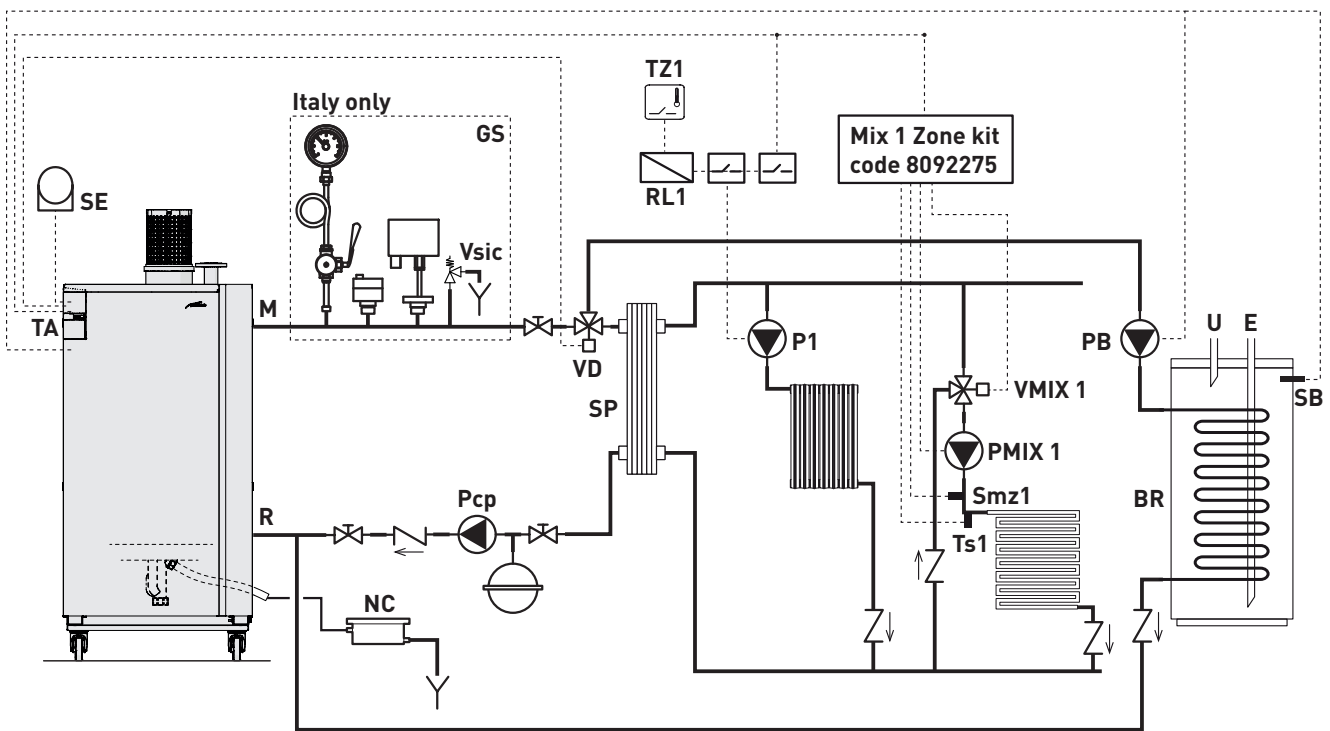 TZ1
Italy only
GS
Mix 1 Zone kit
code 8092275
SE
RL1
Vsic
M
TA
VD
P1
PB
U
E
SP
VMIX 1
SB
PMIX 1
Pcp
Smz1
BR
R
Ts1
NC